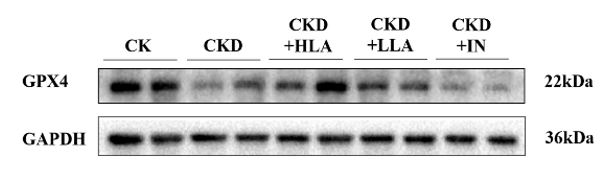 CK CKD CKD CKD CKD
+HLA +LLA +IN
GPX4 22kDa
GAPDH 36kDa